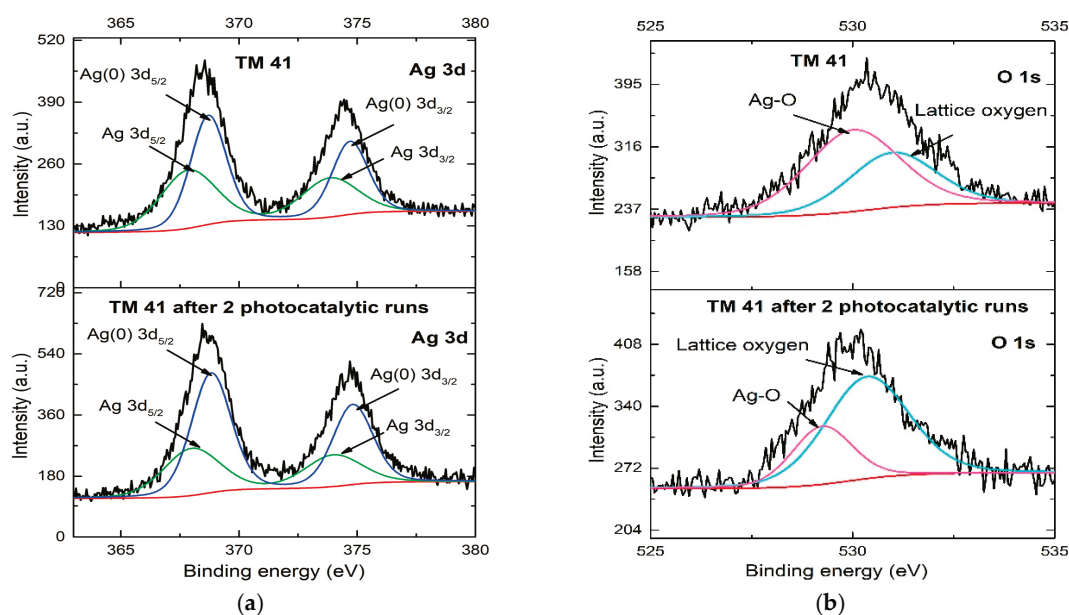 365 370 375 380
520
390
260
130
0
Intensity (a.u.)
TM 41
Ag 3d
Ag(0) 3d5/2
Ag 3d5/2
Ag(0) 3d3/2
Ag 3d3/2
720
540
360
180
0
Intensity (a.u.)
TM 41 after 2 photocatalytic runs
Ag 3d
Ag(0) 3d5/2
Ag 3d5/2
Ag(0) 3d3/2
Ag 3d3/2
365 370 375 380
Binding energy (eV)
(a)
525 530 535
395
316
237
158
Intensity (a.u.)
TM 41
O 1s
Ag-O
Lattice oxygen
408
340
272
204
Intensity (a.u.)
TM 41 after 2 photocatalytic runs
O 1s
Lattice oxygen
Ag-O
525 530 535
Binding energy (eV)
(b)